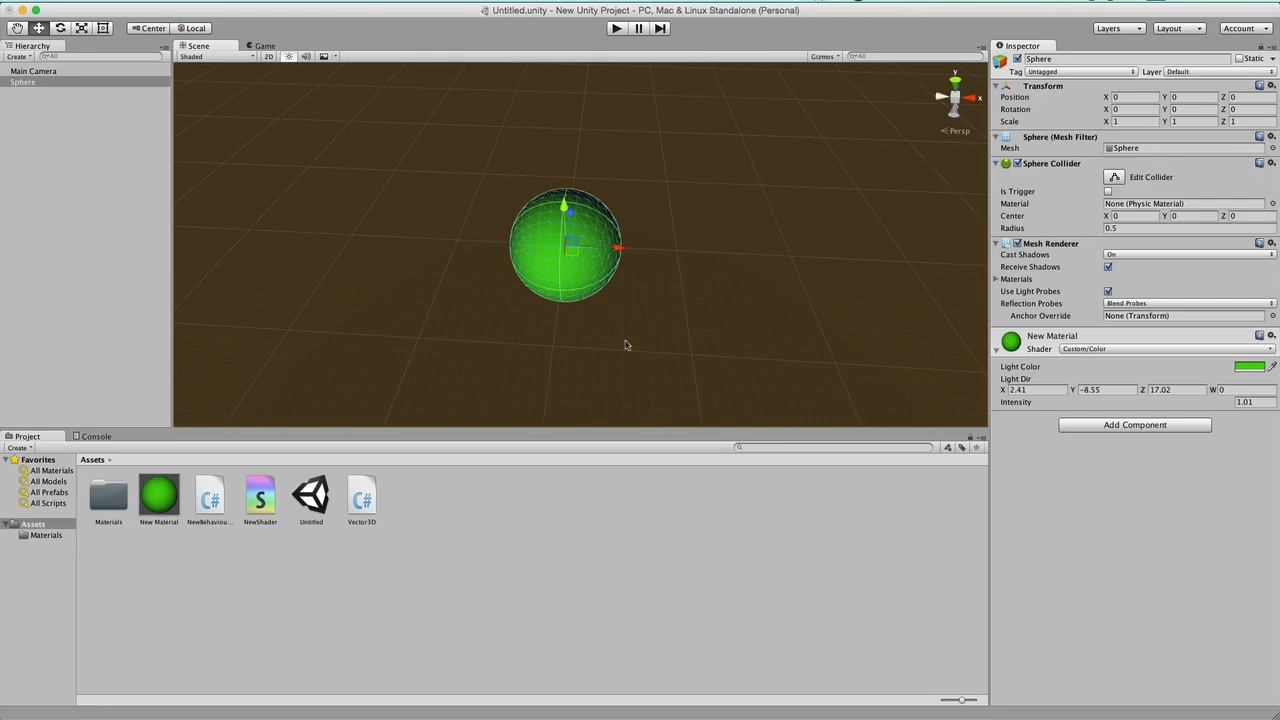 Untitled.unity - New Unity Project - PC, Mac & Linux Standalone (Personal)
Center Local Layers Layout Account
Hierarchy
Create All
Main Camera
Sphere
Scene Game
Shaded 2D Gizmos All
y
x
Persp
Inspector
Sphere Static
Tag Untagged Layer Default
Transform
Position X 0 Y 0 Z 0
Rotation X 0 Y 0 Z 0
Scale X 1 Y 1 Z 1
Sphere (Mesh Filter)
Mesh Sphere
Sphere Collider
Edit Collider
Is Trigger
Material None (Physic Material)
Center X 0 Y 0 Z 0
Radius 0.5
Mesh Renderer
Cast Shadows On
Receive Shadows
Materials
Use Light Probes
Reflection Probes Blend Probes
Anchor Override None (Transform)
New Material
Shader Custom/Color
Light Color
Light Dir
X 2.41 Y -8.55 Z 17.02 W 0
Intensity 1.01
Add Component
Project Console
Create
Favorites
All Materials
All Models
All Prefabs
All Scripts
Assets
Materials
Assets
C# S C#
Materials New Material NewBehaviou... NewShader Untitled Vector3D